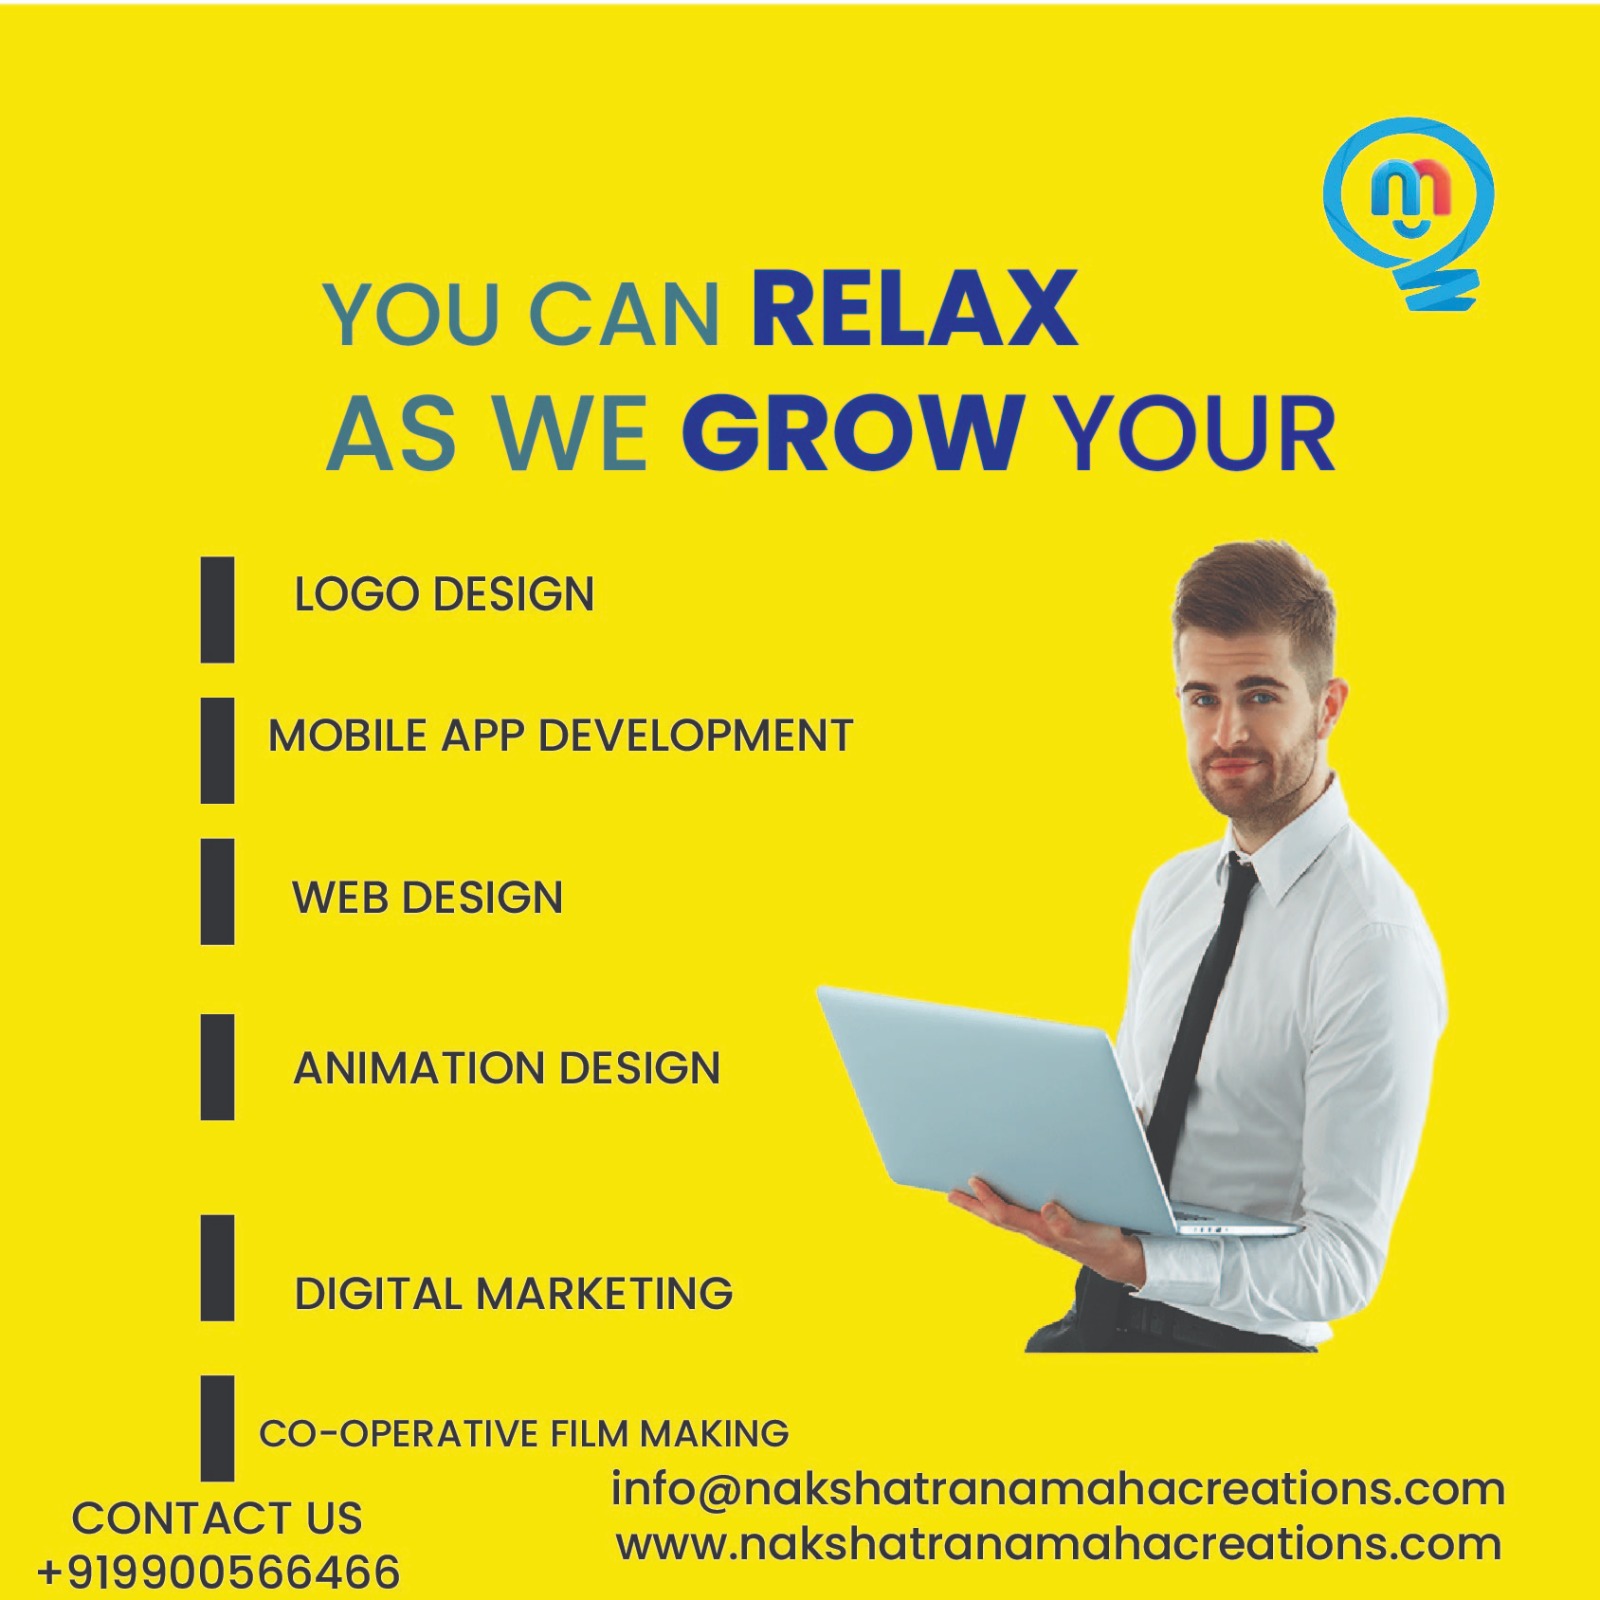 YOU CAN RELAX
AS WE GROW YOUR
LOGO DESIGN
MOBILE APP DEVELOPMENT
WEB DESIGN
ANIMATION DESIGN
DIGITAL MARKETING
CO-OPERATIVE FILM MAKING
CONTACT US
+919900566466
info@nakshatranamahacreations.com
www.nakshatranamahacreations.com